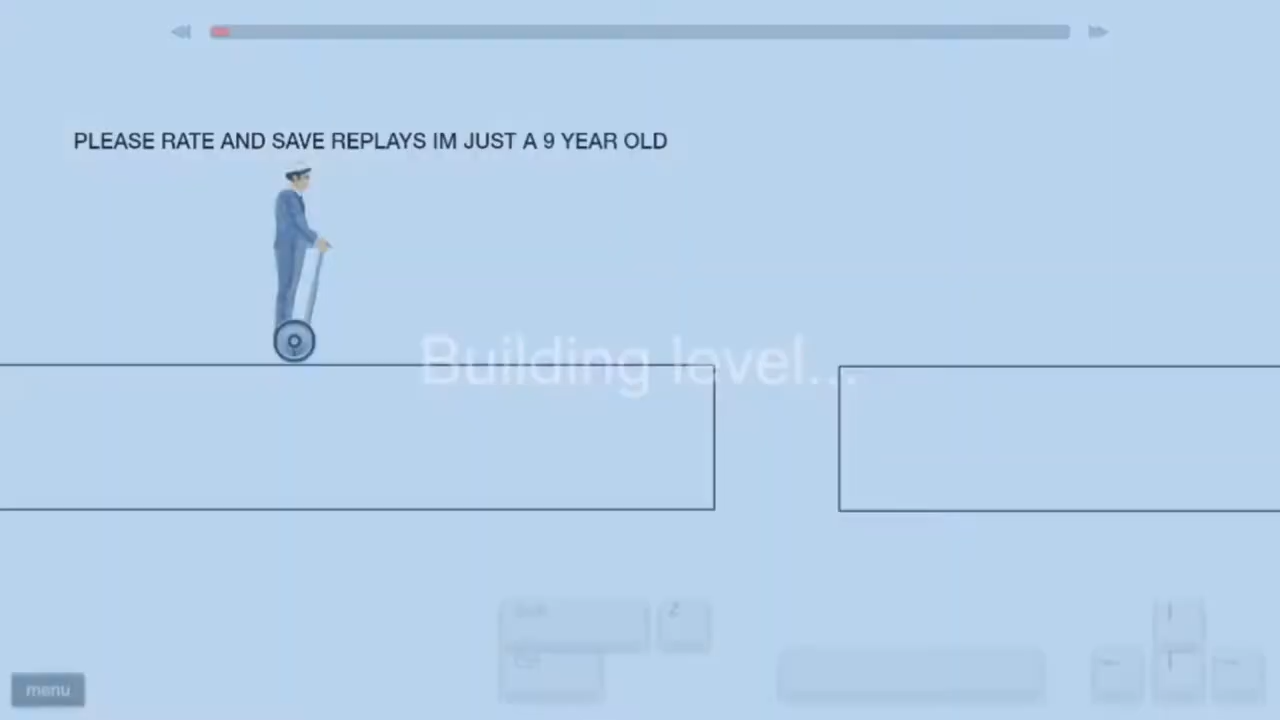 PLEASE RATE AND SAVE REPLAYS IM JUST A 9 YEAR OLD
Building level...
Z
menu